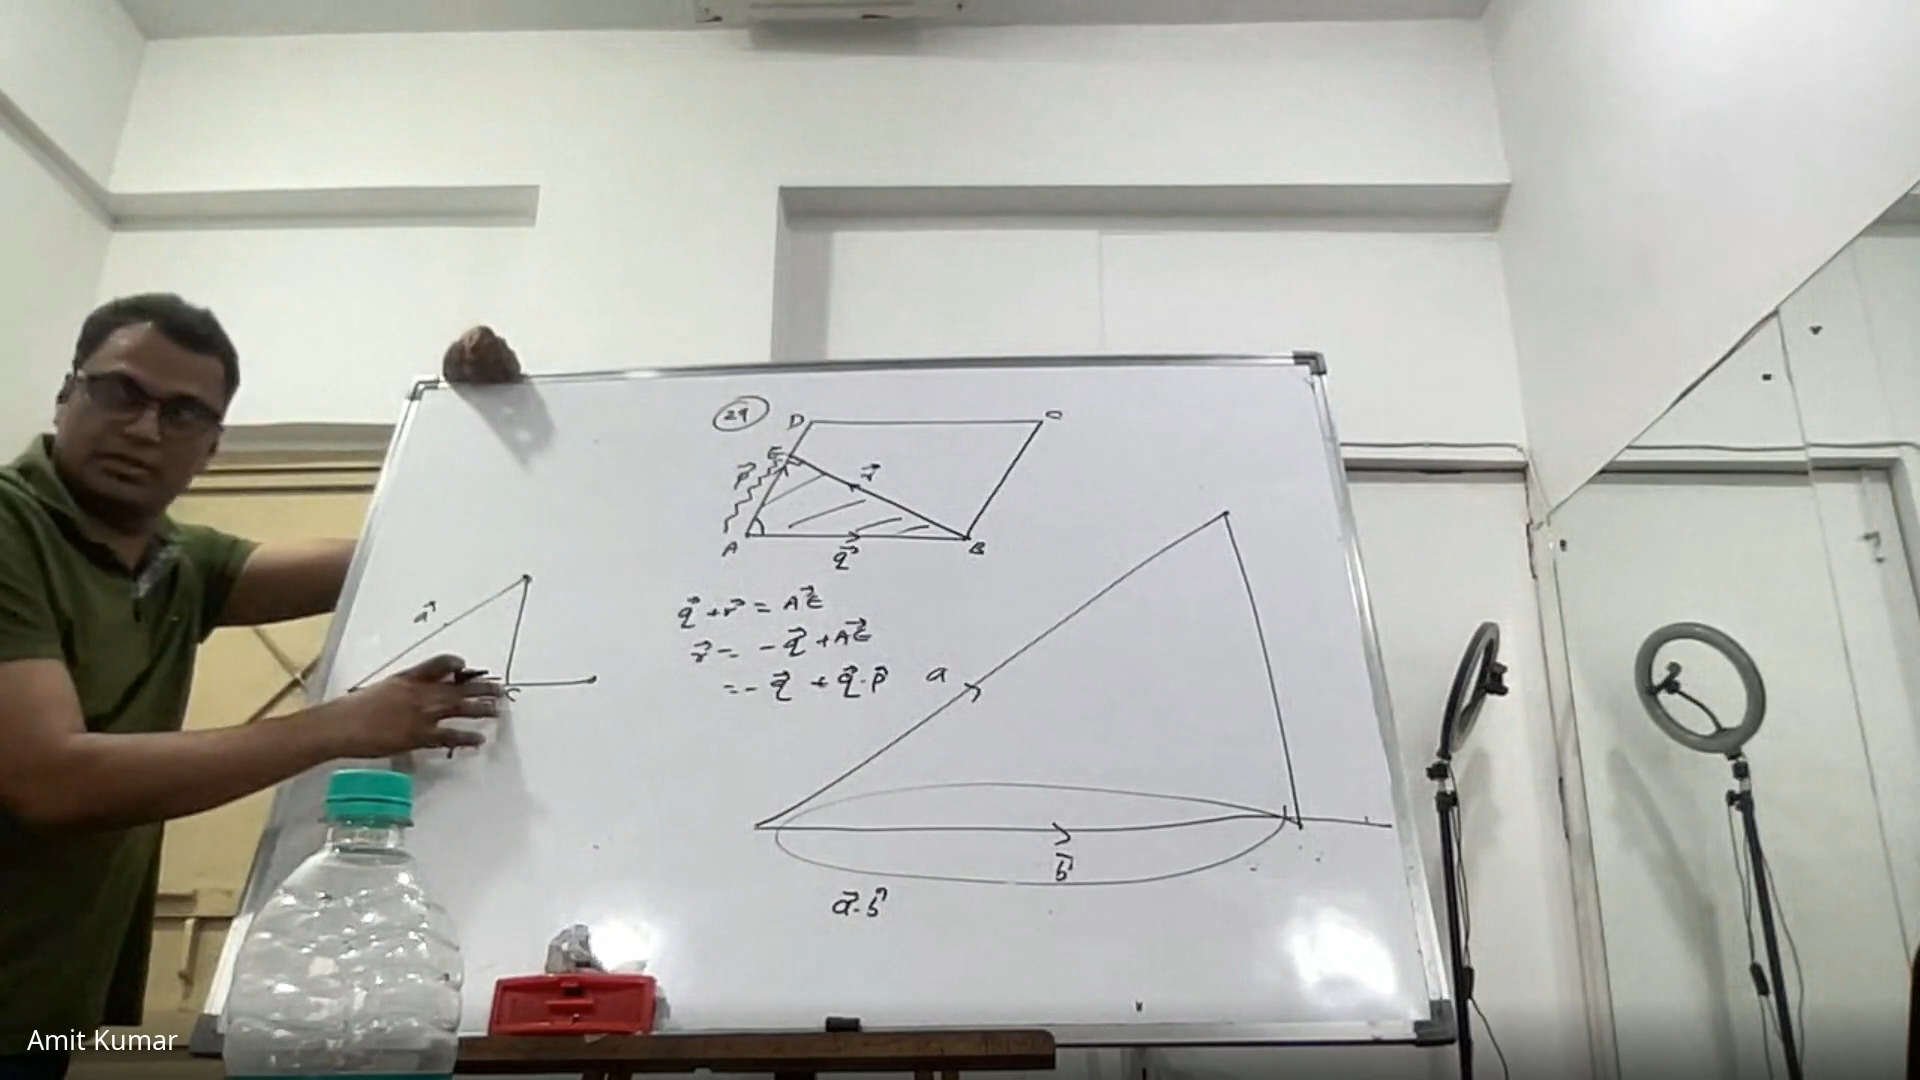 29
D
C
E
p⃗
r⃗
A
q⃗
B
q⃗ + r⃗ = AE⃗
r⃗ = - q⃗ + AE⃗
= - q⃗ + q⃗ · p⃗
a⃗
a
b⃗
a⃗ · b⃗
Amit Kumar